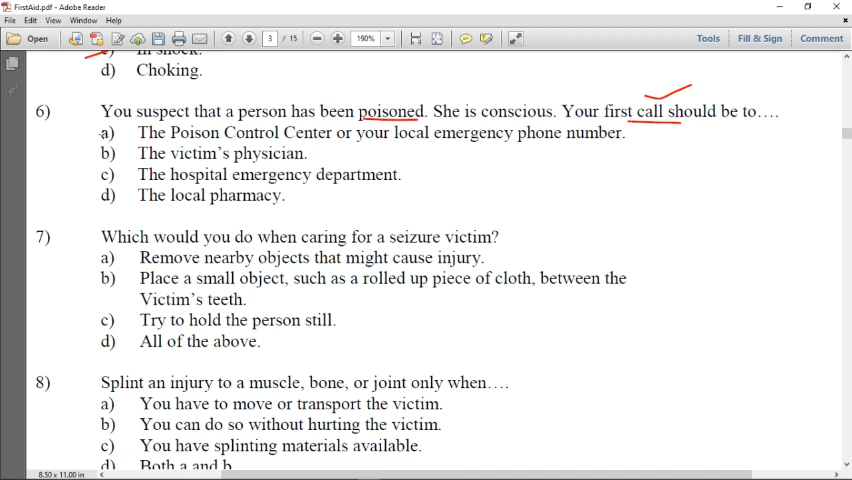 FirstAid.pdf - Adobe Reader
File Edit View Window Help
Open 3 / 15 190% Tools Fill & Sign Comment
In shock.
d) Choking.
6) You suspect that a person has been poisoned. She is conscious. Your first call should be to….
a) The Poison Control Center or your local emergency phone number.
b) The victim’s physician.
c) The hospital emergency department.
d) The local pharmacy.
7) Which would you do when caring for a seizure victim?
a) Remove nearby objects that might cause injury.
b) Place a small object, such as a rolled up piece of cloth, between the
Victim’s teeth.
c) Try to hold the person still.
d) All of the above.
8) Splint an injury to a muscle, bone, or joint only when….
a) You have to move or transport the victim.
b) You can do so without hurting the victim.
c) You have splinting materials available.
d) Both a and b
8.50 x 11.00 in